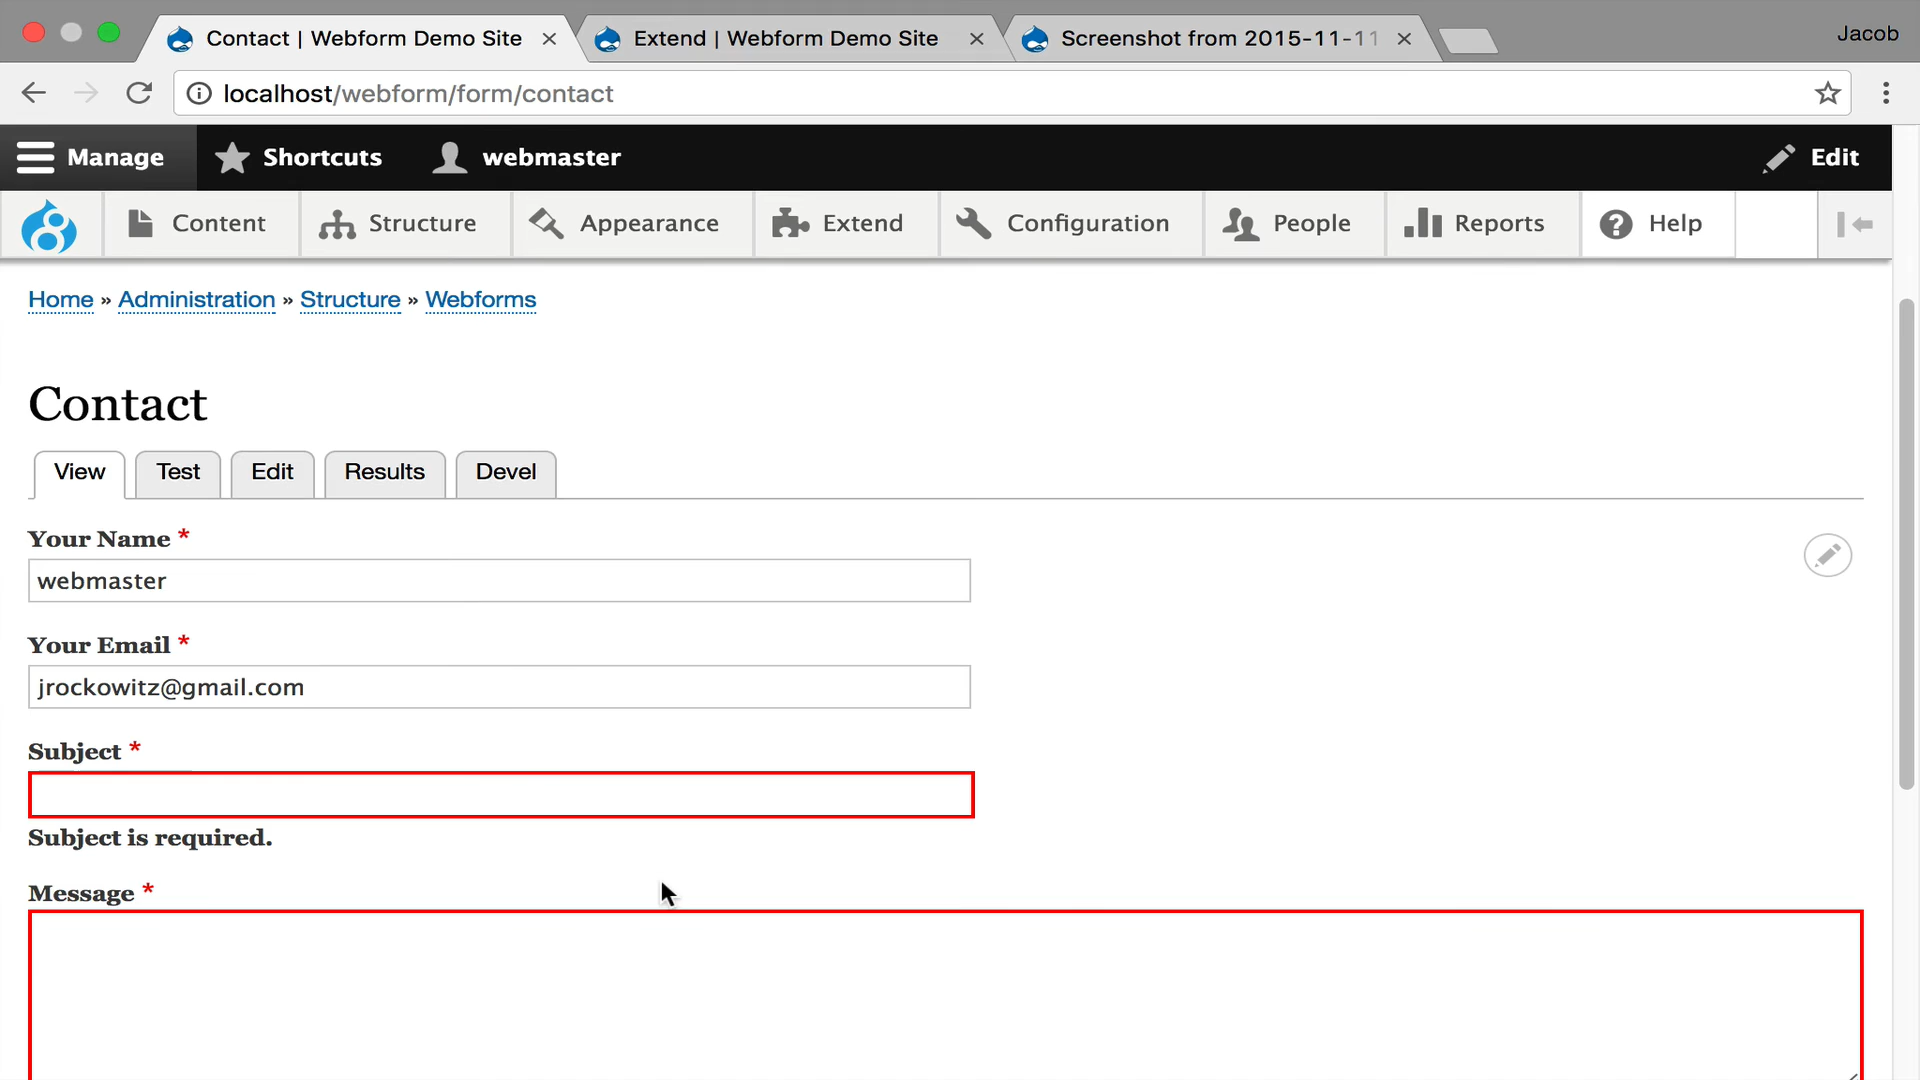 Contact | Webform Demo Site
Extend | Webform Demo Site
Screenshot from 2015-11-11
Jacob
localhost/webform/form/contact
Manage
Shortcuts
webmaster
Edit
Content
Structure
Appearance
Extend
Configuration
People
Reports
Help
Home » Administration » Structure » Webforms
Contact
View
Test
Edit
Results
Devel
Your Name *
webmaster
Your Email *
jrockowitz@gmail.com
Subject *
Subject is required.
Message *